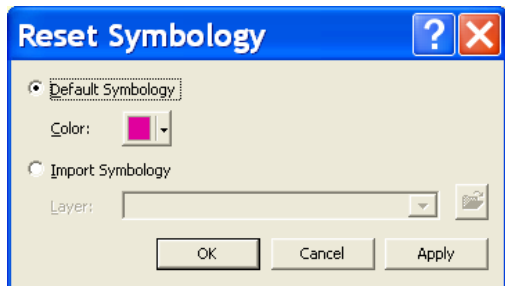 Reset Symbology ?
Default Symbology
Color:
Import Symbology
Layer:
OK Cancel Apply